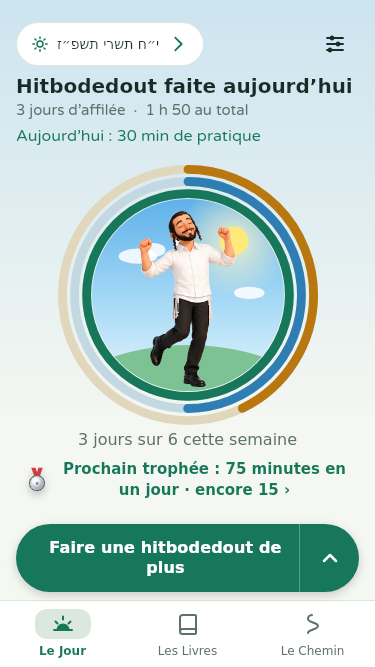 י״ח תשרי תשפ״ז
Hitbodedout faite aujourd’hui
3 jours d’affilée · 1 h 50 au total
Aujourd’hui : 30 min de pratique
3 jours sur 6 cette semaine
Prochain trophée : 75 minutes en
un jour · encore 15 ›
Faire une hitbodedout de
plus
Le Jour
Les Livres
Le Chemin